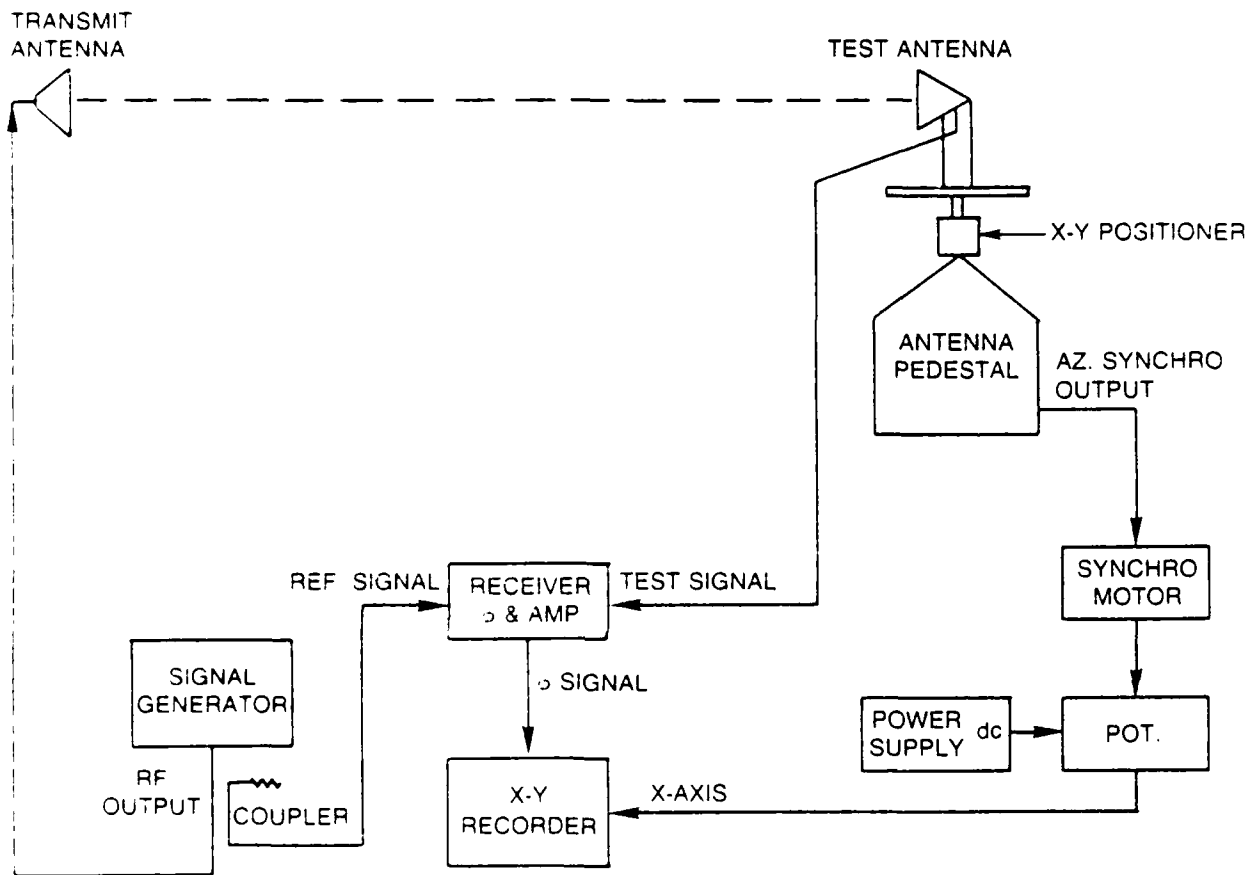 TRANSMIT
ANTENNA
TEST ANTENNA
X-Y POSITIONER
ANTENNA
PEDESTAL
AZ. SYNCHRO
OUTPUT
SYNCHRO
MOTOR
REF SIGNAL
RECEIVER
& AMP
TEST SIGNAL
SIGNAL
GENERATOR
SIGNAL
POWER
SUPPLY
dc
POT.
RF
OUTPUT
COUPLER
X-Y
RECORDER
X-AXIS